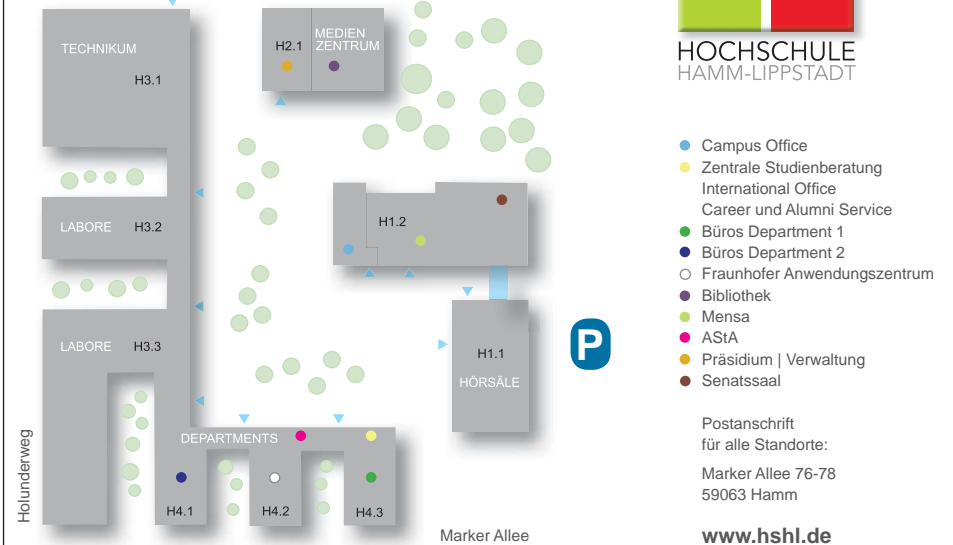 TECHNIKUM
H3.1
H2.1
MEDIEN
ZENTRUM
LABORE H3.2
H1.2
LABORE H3.3
H1.1
HÖRSÄLE
P
DEPARTMENTS
H4.1
H4.2
H4.3
Holunderweg
Marker Allee
HOCHSCHULE
HAMM-LIPPSTADT
Campus Office
Zentrale Studienberatung
International Office
Career und Alumni Service
Büros Department 1
Büros Department 2
Fraunhofer Anwendungszentrum
Bibliothek
Mensa
AStA
Präsidium | Verwaltung
Senatssaal
Postanschrift
für alle Standorte:
Marker Allee 76-78
59063 Hamm
www.hshl.de